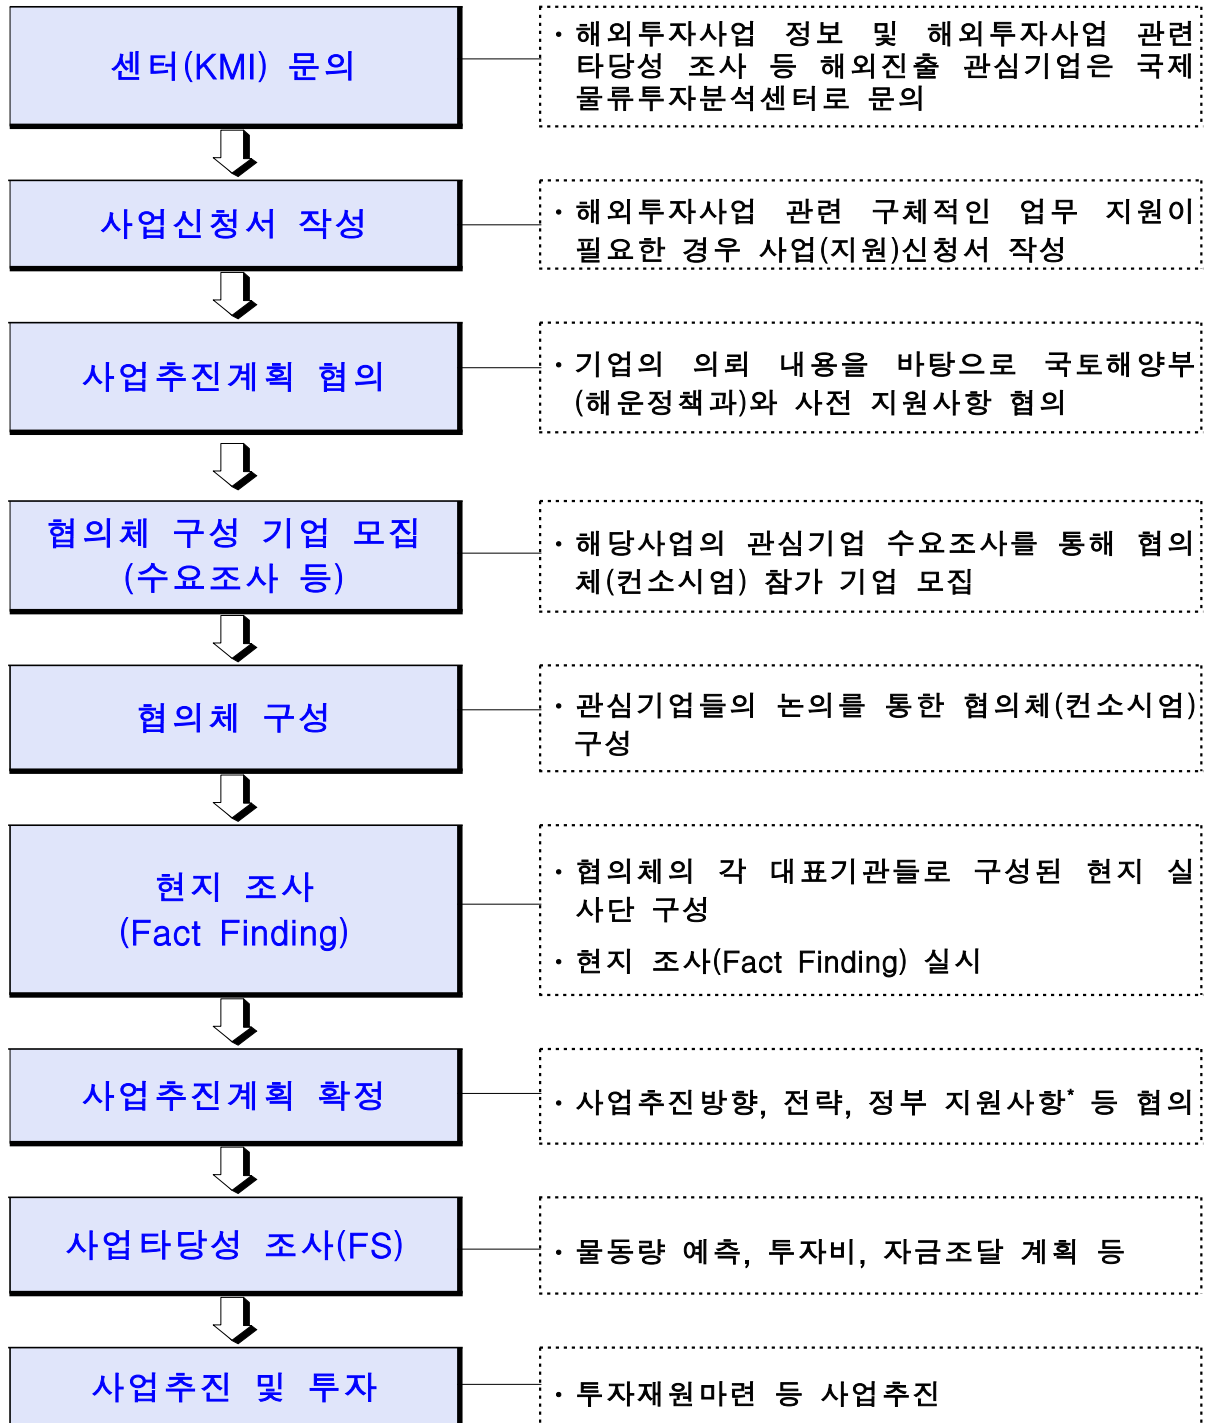 센터(KMI) 문의
· 해외투자사업 정보 및 해외투자사업 관련
타당성 조사 등 해외진출 관심기업은 국제
물류투자분석센터로 문의
사업신청서 작성
· 해외투자사업 관련 구체적인 업무 지원이
필요한 경우 사업(지원)신청서 작성
사업추진계획 협의
· 기업의 의뢰 내용을 바탕으로 국토해양부
(해운정책과)와 사전 지원사항 협의
협의체 구성 기업 모집
(수요조사 등)
· 해당사업의 관심기업 수요조사를 통해 협의
체(컨소시엄) 참가 기업 모집
협의체 구성
· 관심기업들의 논의를 통한 협의체(컨소시엄)
구성
현지 조사
(Fact Finding)
· 협의체의 각 대표기관들로 구성된 현지 실
사단 구성
· 현지 조사(Fact Finding) 실시
사업추진계획 확정
· 사업추진방향, 전략, 정부 지원사항* 등 협의
사업타당성 조사(FS)
· 물동량 예측, 투자비, 자금조달 계획 등
사업추진 및 투자
· 투자재원마련 등 사업추진